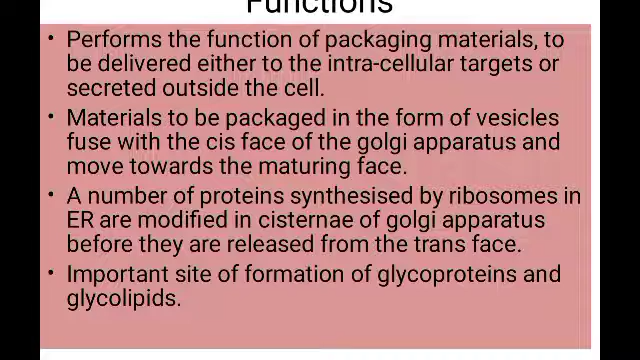 Functions
• Performs the function of packaging materials, to
be delivered either to the intra-cellular targets or
secreted outside the cell.
• Materials to be packaged in the form of vesicles
fuse with the cis face of the golgi apparatus and
move towards the maturing face.
• A number of proteins synthesised by ribosomes in
ER are modified in cisternae of golgi apparatus
before they are released from the trans face.
• Important site of formation of glycoproteins and
glycolipids.